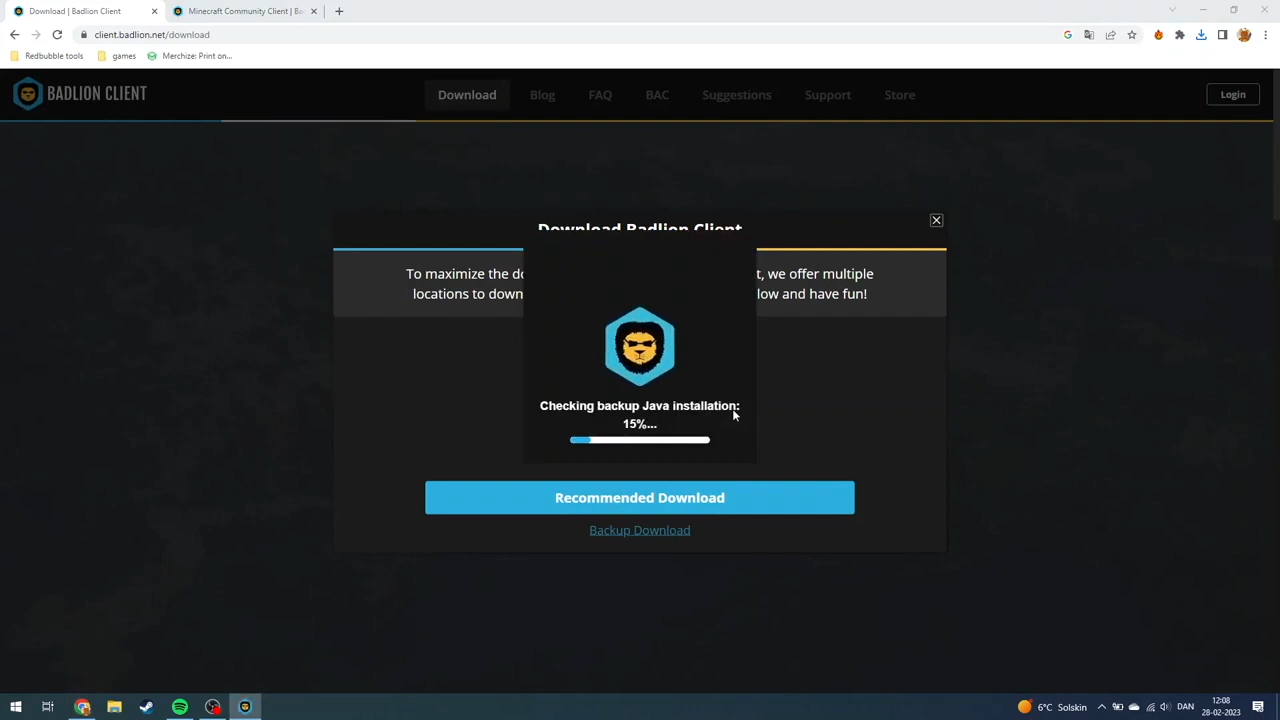 Download | Badlion Client
Minecraft Community Client | Ba
client.badlion.net/download
Redbubble tools
games
Merchize: Print on...
BADLION CLIENT
Download
Blog
FAQ
BAC
Suggestions
Support
Store
Login
Download Badlion Client
To maximize the do
t, we offer multiple
locations to down
low and have fun!
Checking backup Java installation:
15%...
Recommended Download
Backup Download
6°C Solskin
DAN
12:08
28-02-2023